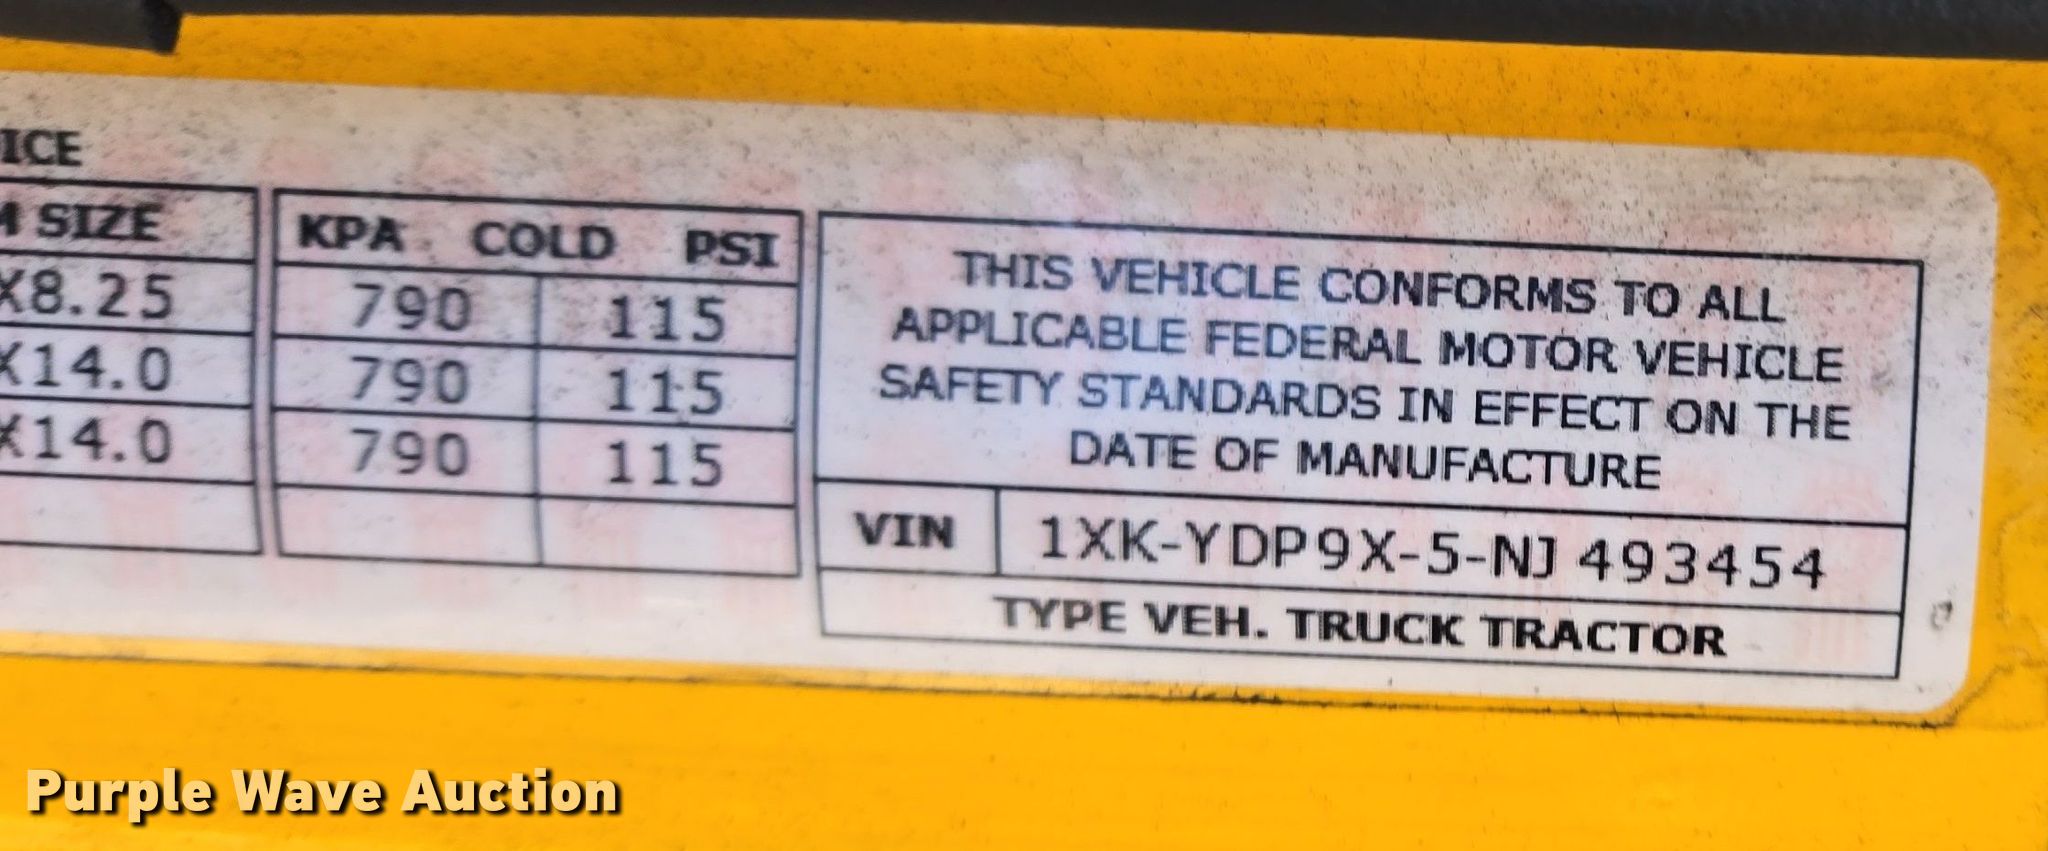 ICE
M SIZE
X8.25
X14.0
X14.0
KPA COLD PSI
790 115
790 115
790 115
THIS VEHICLE CONFORMS TO ALL
APPLICABLE FEDERAL MOTOR VEHICLE
SAFETY STANDARDS IN EFFECT ON THE
DATE OF MANUFACTURE
VIN 1XK-YDP9X-5-NJ 493454
TYPE VEH. TRUCK TRACTOR
Purple Wave Auction